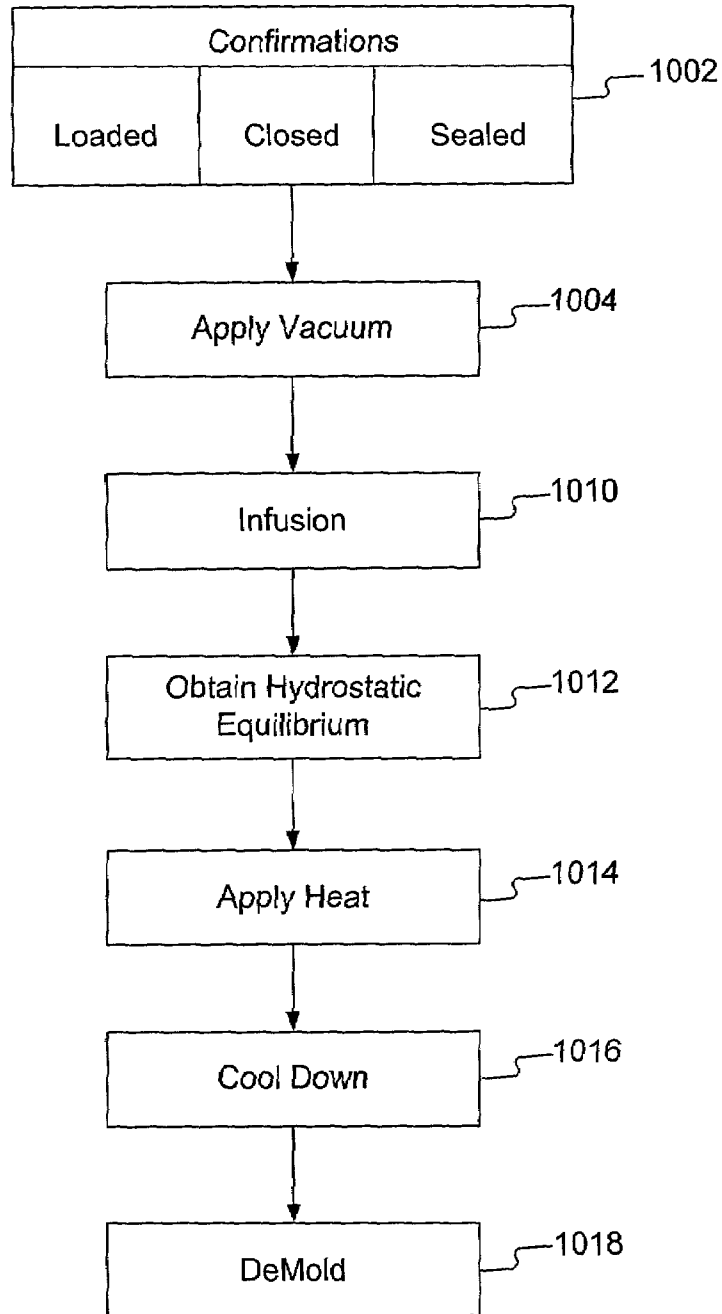 Confirmations
1002
Loaded Closed Sealed
1004
Apply Vacuum
1010
Infusion
Obtain Hydrostatic
1012
Equilibrium
1014
Apply Heat
1016
Cool Down
1018
DeMold